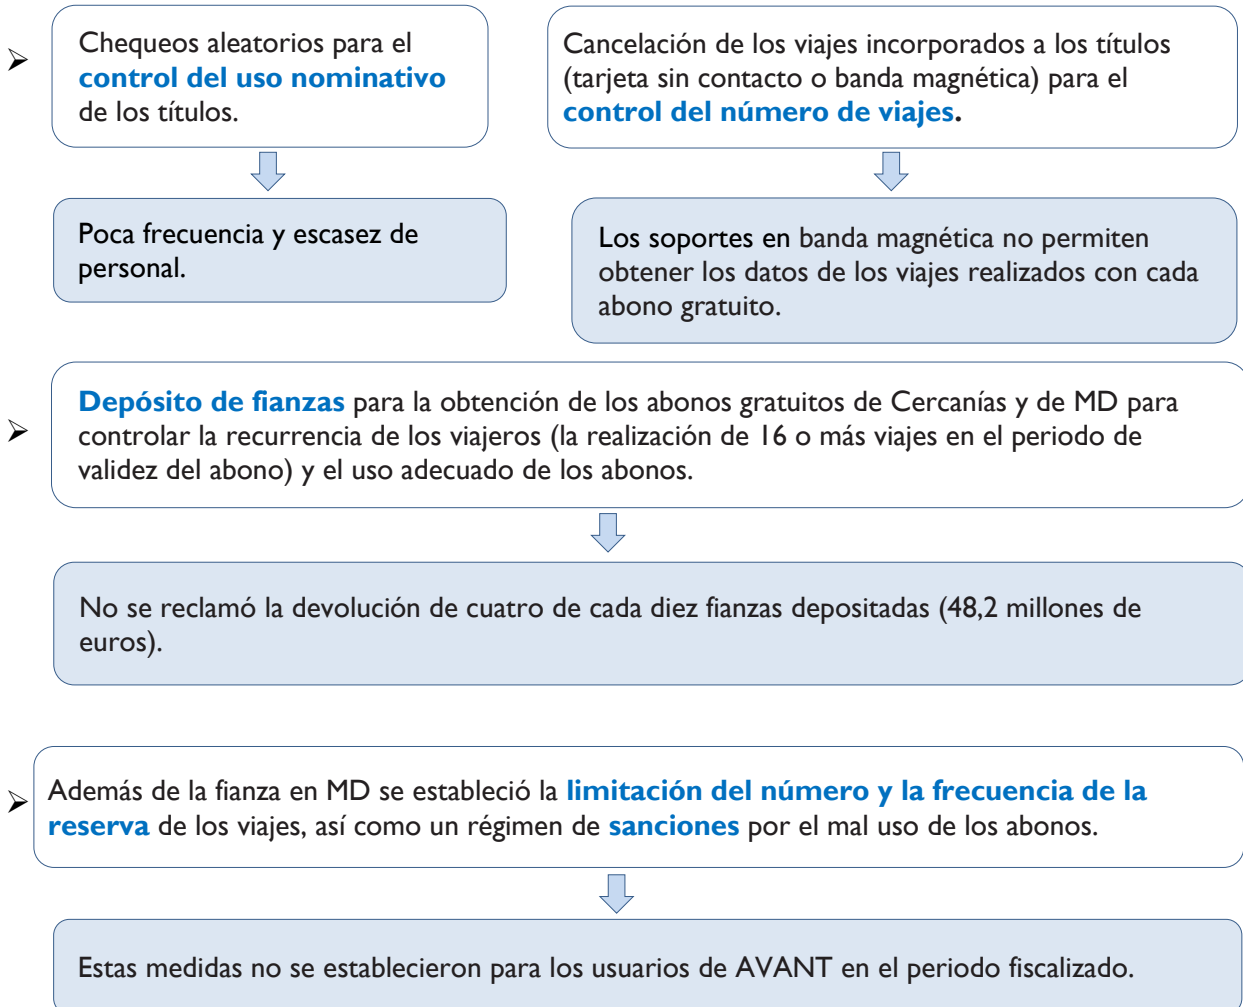 ➢ Chequeos aleatorios para el
control del uso nominativo
de los títulos.
Cancelación de los viajes incorporados a los títulos
(tarjeta sin contacto o banda magnética) para el
control del número de viajes.
Poca frecuencia y escasez de
personal.
Los soportes en banda magnética no permiten
obtener los datos de los viajes realizados con cada
abono gratuito.
➢ Depósito de fianzas para la obtención de los abonos gratuitos de Cercanías y de MD para
controlar la recurrencia de los viajeros (la realización de 16 o más viajes en el periodo de
validez del abono) y el uso adecuado de los abonos.
No se reclamó la devolución de cuatro de cada diez fianzas depositadas (48,2 millones de
euros).
➢ Además de la fianza en MD se estableció la limitación del número y la frecuencia de la
reserva de los viajes, así como un régimen de sanciones por el mal uso de los abonos.
Estas medidas no se establecieron para los usuarios de AVANT en el periodo fiscalizado.